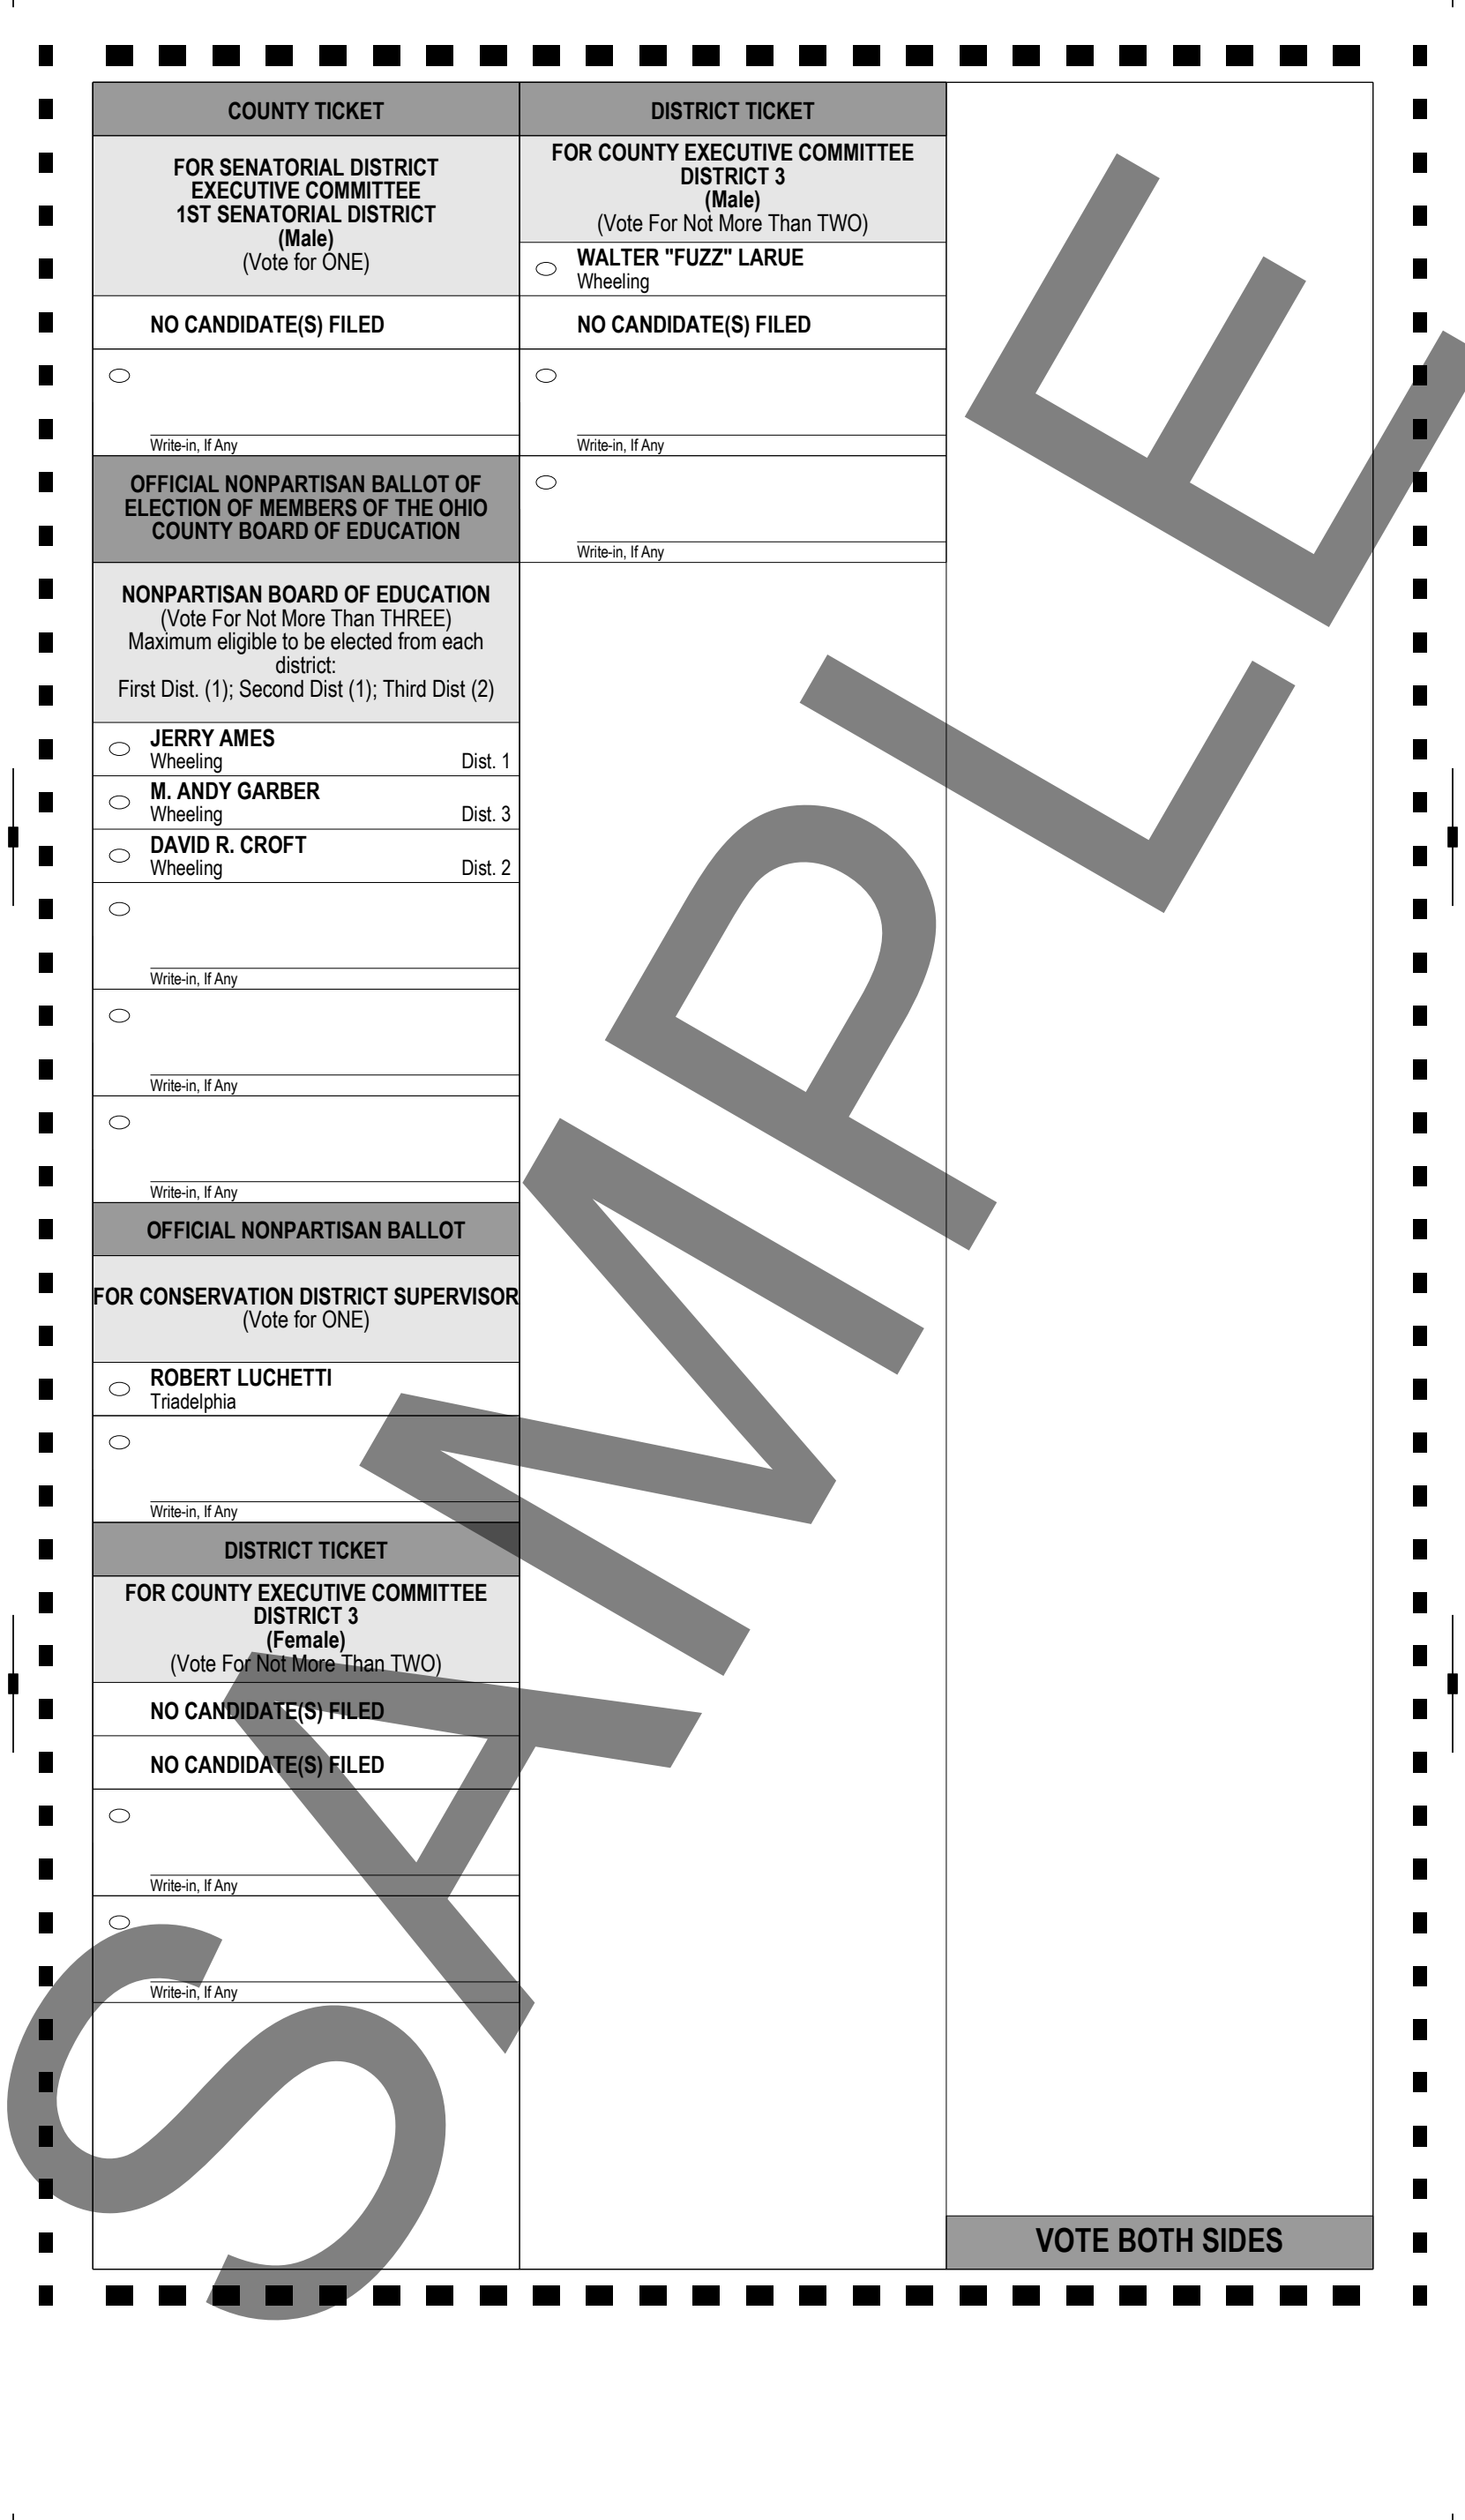 COUNTY TICKET
FOR SENATORIAL DISTRICT
EXECUTIVE COMMITTEE
1ST SENATORIAL DISTRICT
(Male)
(Vote for ONE)
NO CANDIDATE(S) FILED
Write-in, If Any
OFFICIAL NONPARTISAN BALLOT OF
ELECTION OF MEMBERS OF THE OHIO
COUNTY BOARD OF EDUCATION
NONPARTISAN BOARD OF EDUCATION
(Vote For Not More Than THREE)
Maximum eligible to be elected from each
district:
First Dist. (1); Second Dist (1); Third Dist (2)
JERRY AMES
Wheeling Dist. 1
M. ANDY GARBER
Wheeling Dist. 3
DAVID R. CROFT
Wheeling Dist. 2
Write-in, If Any
Write-in, If Any
Write-in, If Any
OFFICIAL NONPARTISAN BALLOT
FOR CONSERVATION DISTRICT SUPERVISOR
(Vote for ONE)
ROBERT LUCHETTI
Triadelphia
Write-in, If Any
DISTRICT TICKET
FOR COUNTY EXECUTIVE COMMITTEE
DISTRICT 3
(Female)
(Vote For Not More Than TWO)
NO CANDIDATE(S) FILED
NO CANDIDATE(S) FILED
Write-in, If Any
Write-in, If Any
DISTRICT TICKET
FOR COUNTY EXECUTIVE COMMITTEE
DISTRICT 3
(Male)
(Vote For Not More Than TWO)
WALTER "FUZZ" LARUE
Wheeling
NO CANDIDATE(S) FILED
Write-in, If Any
Write-in, If Any
VOTE BOTH SIDES
SAMPLE